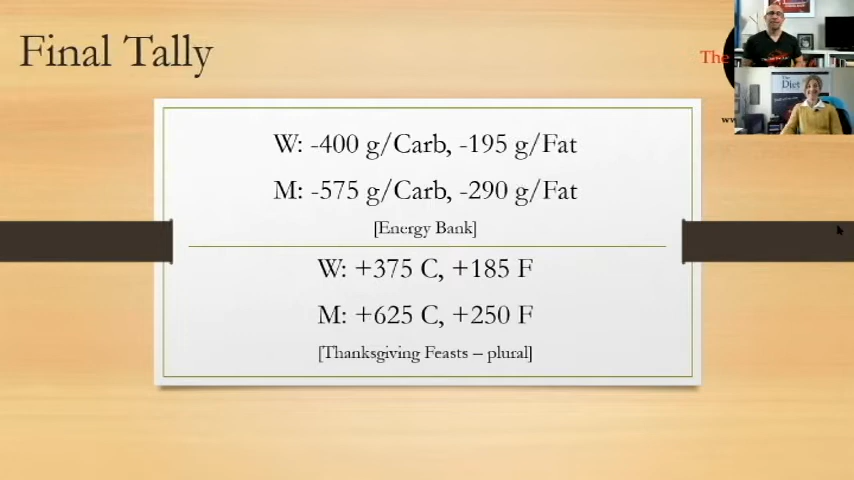 Final Tally
The
Diet
W: -400 g/Carb, -195 g/Fat
M: -575 g/Carb, -290 g/Fat
[Energy Bank]
W: +375 C, +185 F
M: +625 C, +250 F
[Thanksgiving Feasts – plural]